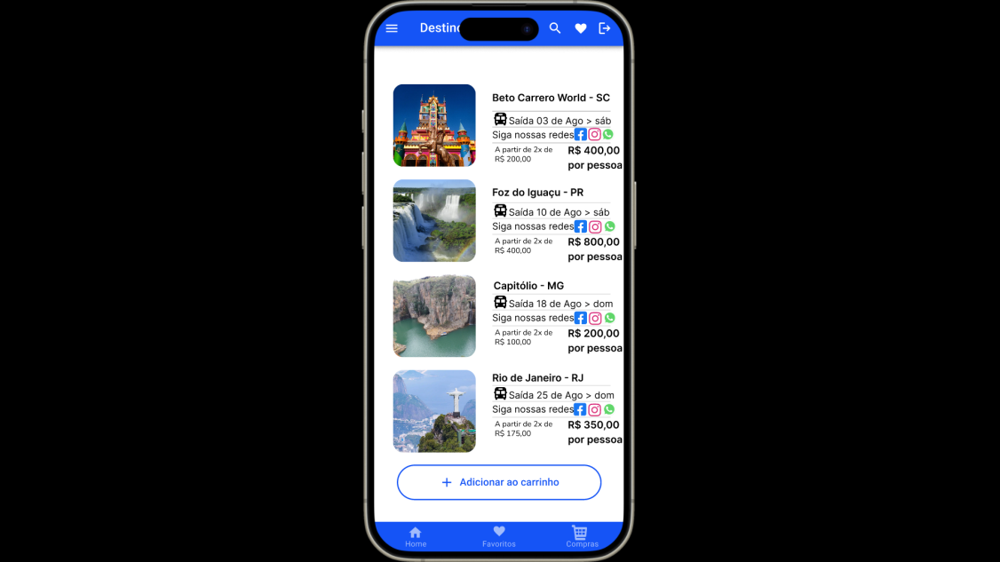 Destino
Beto Carrero World - SC
Saída 03 de Ago > sáb
Siga nossas redes
A partir de 2x de
R$ 200,00
R$ 400,00
por pessoa
Foz do Iguaçu - PR
Saída 10 de Ago > sáb
Siga nossas redes
A partir de 2x de
R$ 400,00
R$ 800,00
por pessoa
Capitólio - MG
Saída 18 de Ago > dom
Siga nossas redes
A partir de 2x de
R$ 100,00
R$ 200,00
por pessoa
Rio de Janeiro - RJ
Saída 25 de Ago > dom
Siga nossas redes
A partir de 2x de
R$ 175,00
R$ 350,00
por pessoa
+ Adicionar ao carrinho
Home
Favoritos
Compras